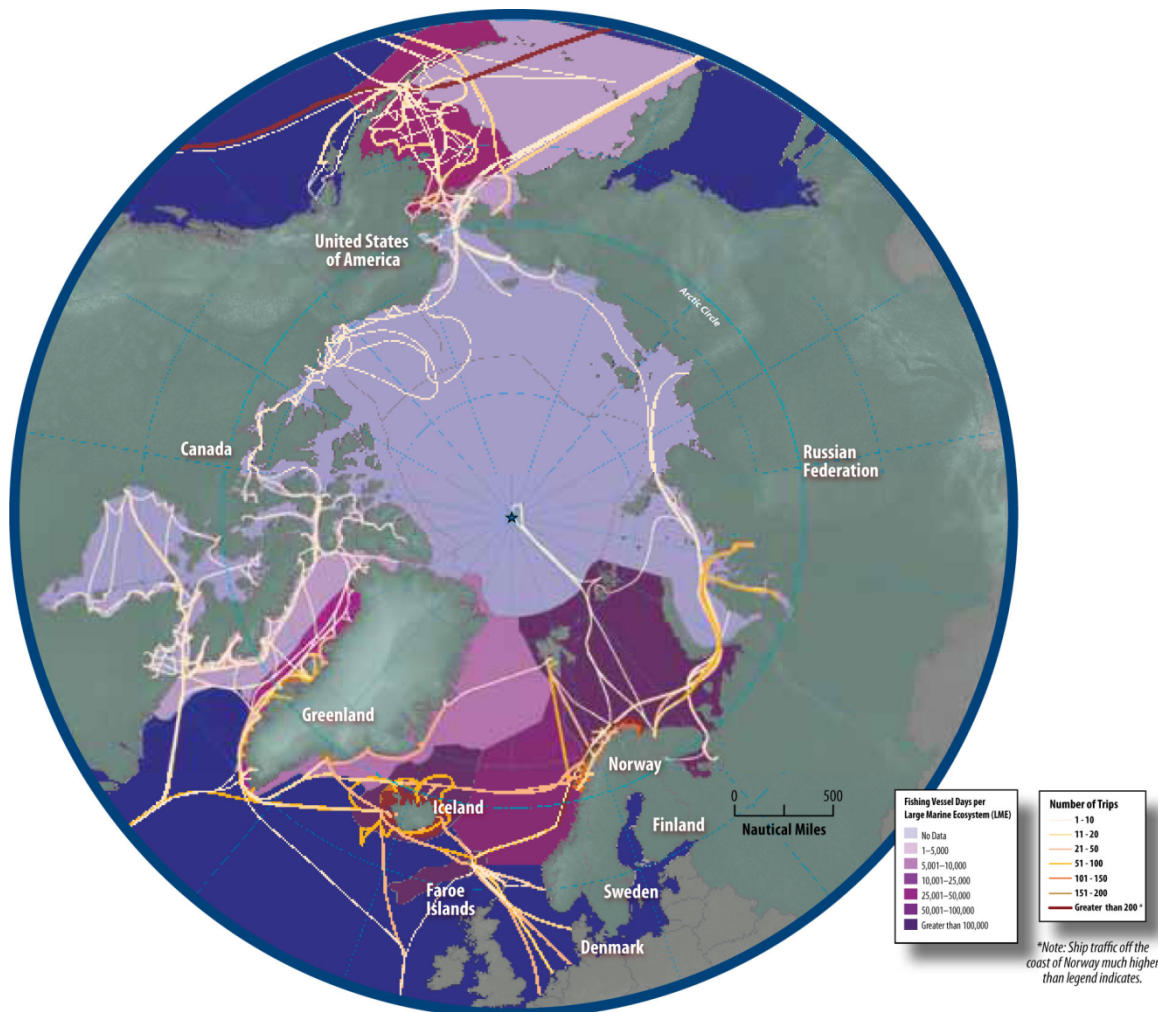 United States
of America
Arctic Circle
Canada
Russian
Federation
Greenland
Norway
Iceland
0 500
Nautical Miles
Finland
Faroe
Islands
Sweden
Denmark
Fishing Vessel Days per
Large Marine Ecosystem (LME)
No Data
1–5,000
5,001–10,000
10,001–25,000
25,001–50,000
50,001–100,000
Greater than 100,000
Number of Trips
1 - 10
11 - 20
21 - 50
51 - 100
101 - 150
151 - 200
Greater than 200 *
*Note: Ship traffic off the
coast of Norway much higher
than legend indicates.